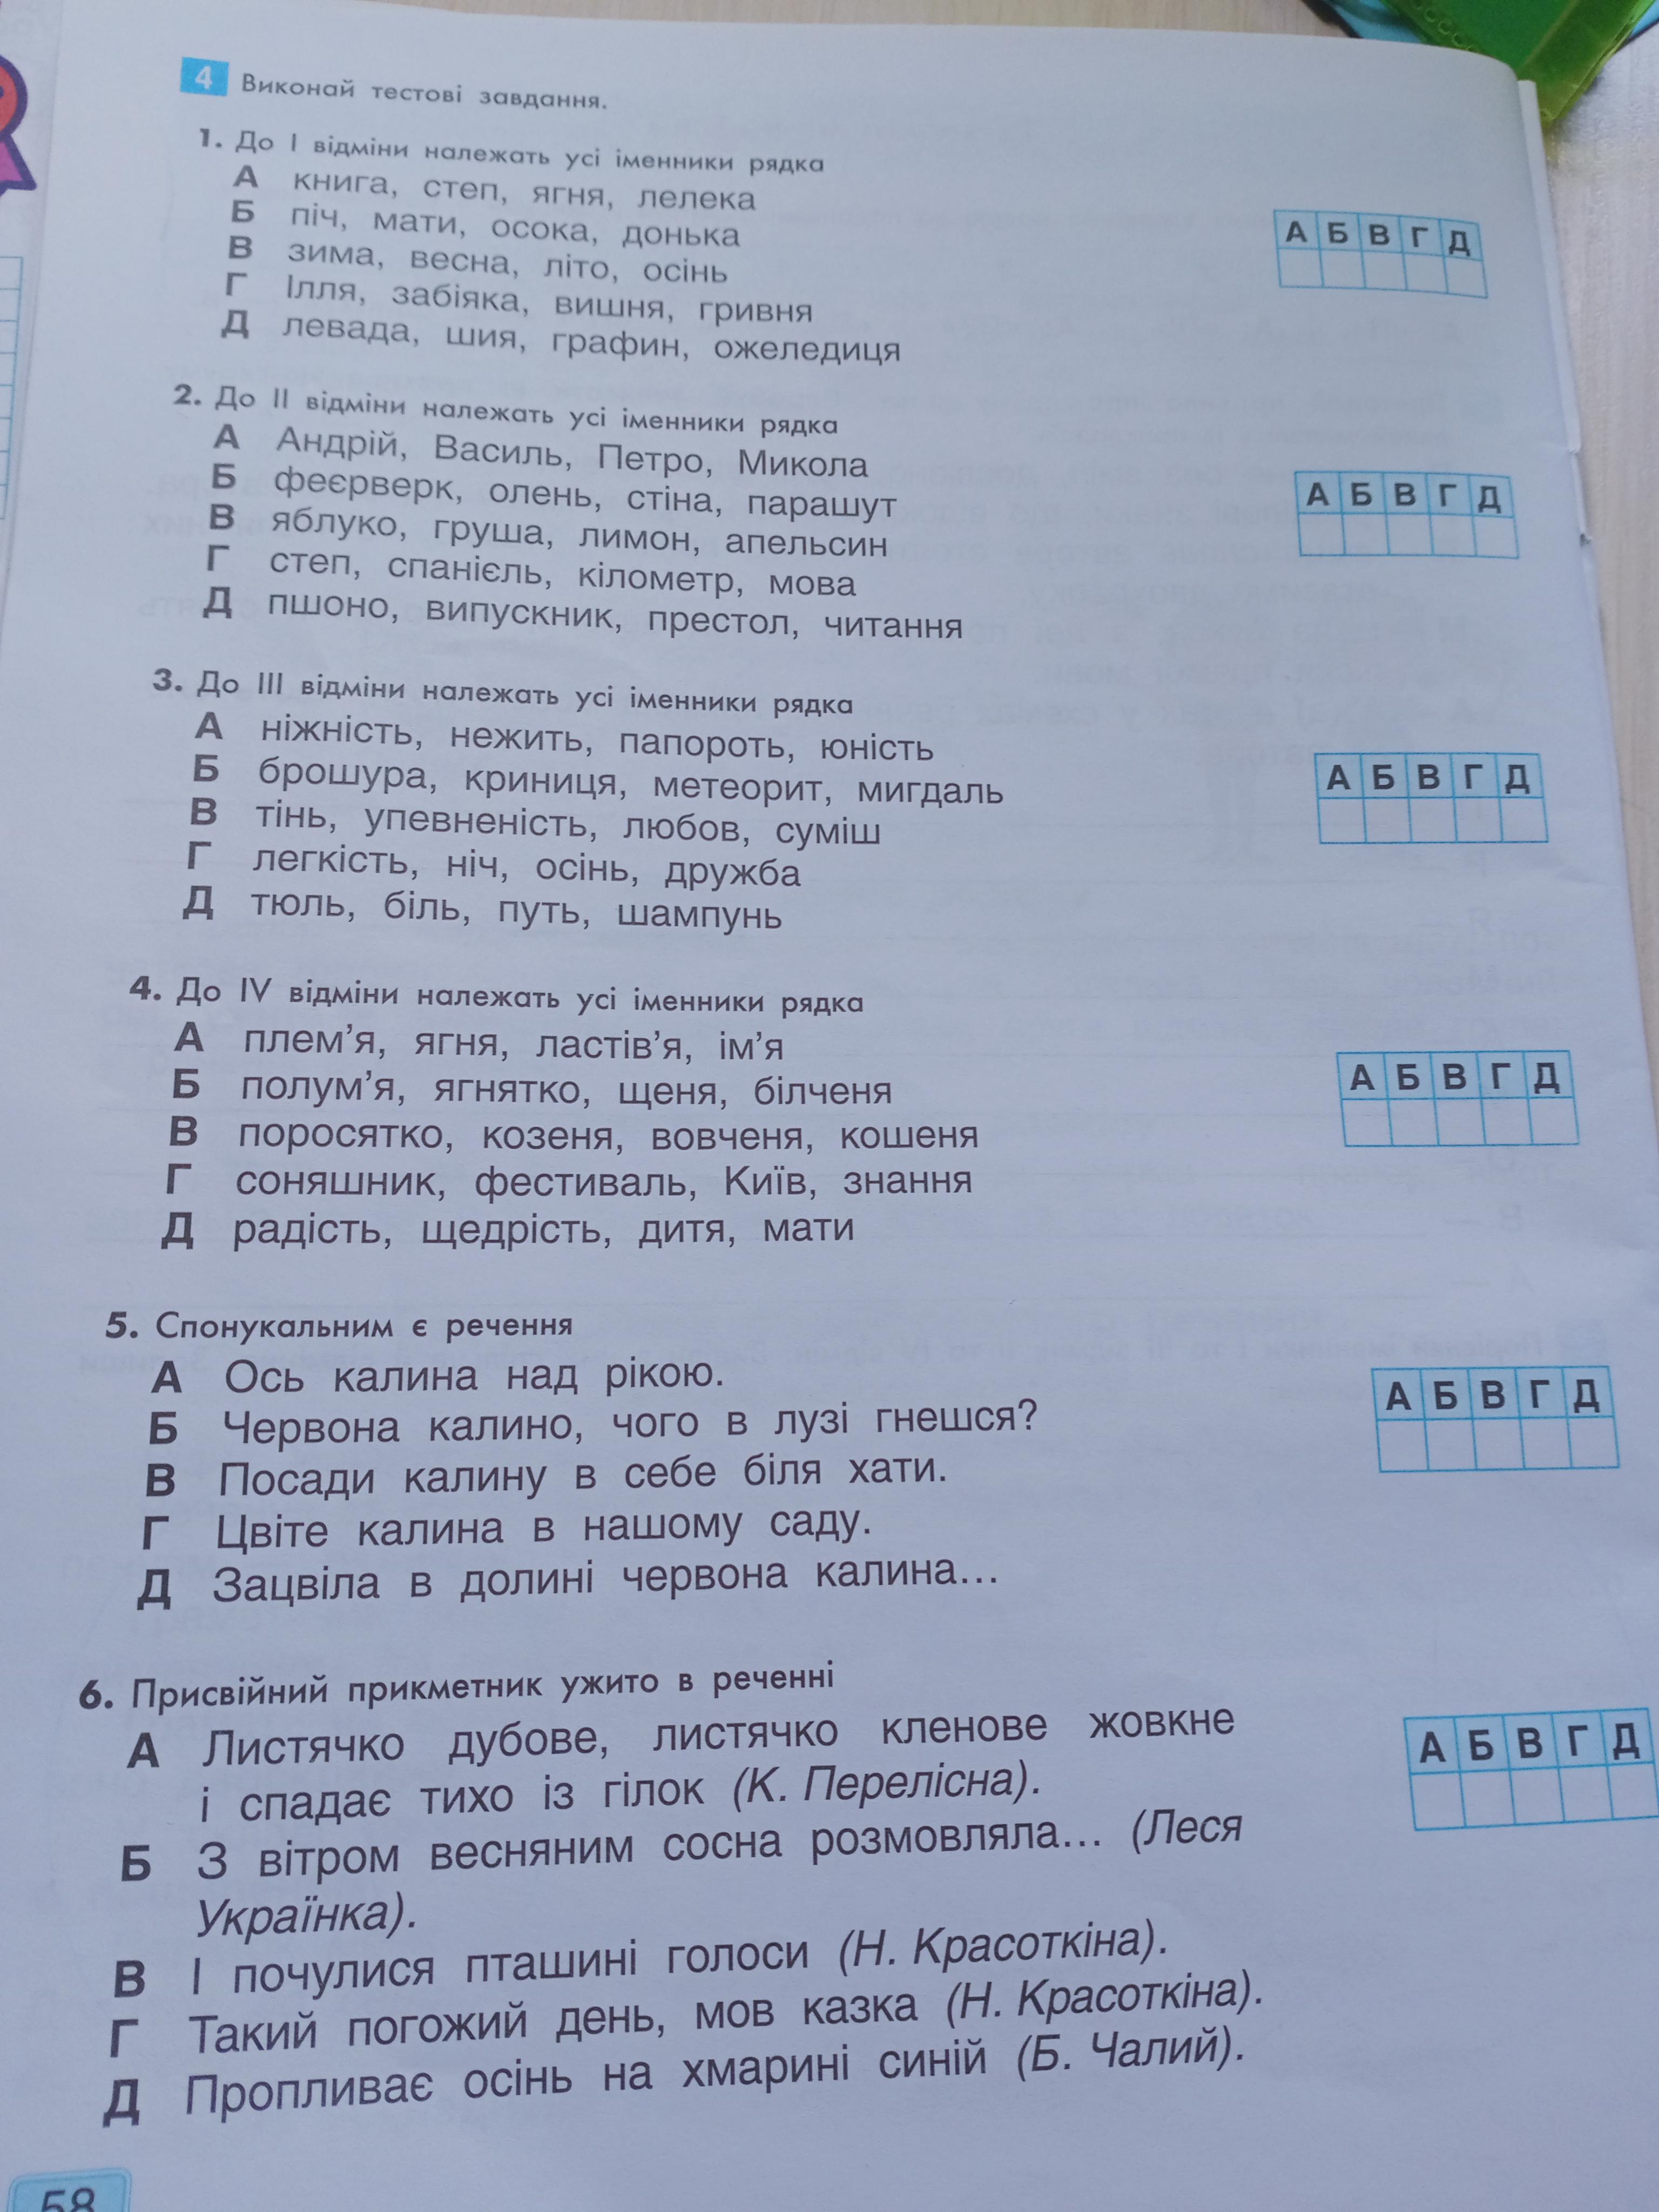 4 Виконай тестові завдання.
1. До І відміни належать усі іменники рядка
А книга, степ, ягня, лелека
Б піч, мати, осока, донька
В зима, весна, літо, осінь
Г Ілля, забіяка, вишня, гривня
Д левада, шия, графин, ожеледиця
А Б В Г Д
2. До ІІ відміни належать усі іменники рядка
А Андрій, Василь, Петро, Микола
Б феєрверк, олень, стіна, парашут
В яблуко, груша, лимон, апельсин
Г степ, спанієль, кілометр, мова
Д пшоно, випускник, престол, читання
А Б В Г Д
3. До ІІІ відміни належать усі іменники рядка
А ніжність, нежить, папороть, юність
Б брошура, криниця, метеорит, мигдаль
В тінь, упевненість, любов, суміш
Г легкість, ніч, осінь, дружба
Д тюль, біль, путь, шампунь
А Б В Г Д
4. До IV відміни належать усі іменники рядка
А плем’я, ягня, ластів’я, ім’я
Б полум’я, ягнятко, щеня, білченя
В поросятко, козеня, вовченя, кошеня
Г соняшник, фестиваль, Київ, знання
Д радість, щедрість, дитя, мати
А Б В Г Д
5. Спонукальним є речення
А Ось калина над рікою.
Б Червона калино, чого в лузі гнешся?
В Посади калину в себе біля хати.
Г Цвіте калина в нашому саду.
Д Зацвіла в долині червона калина...
А Б В Г Д
6. Присвійний прикметник ужито в реченні
А Листячко дубове, листячко кленове жовкне
і спадає тихо із гілок (К. Перелісна).
Б З вітром весняним сосна розмовляла... (Леся
Українка).
В І почулися пташині голоси (Н. Красоткіна).
Г Такий погожий день, мов казка (Н. Красоткіна).
Д Пропливає осінь на хмарині синій (Б. Чалий).
А Б В Г Д
58